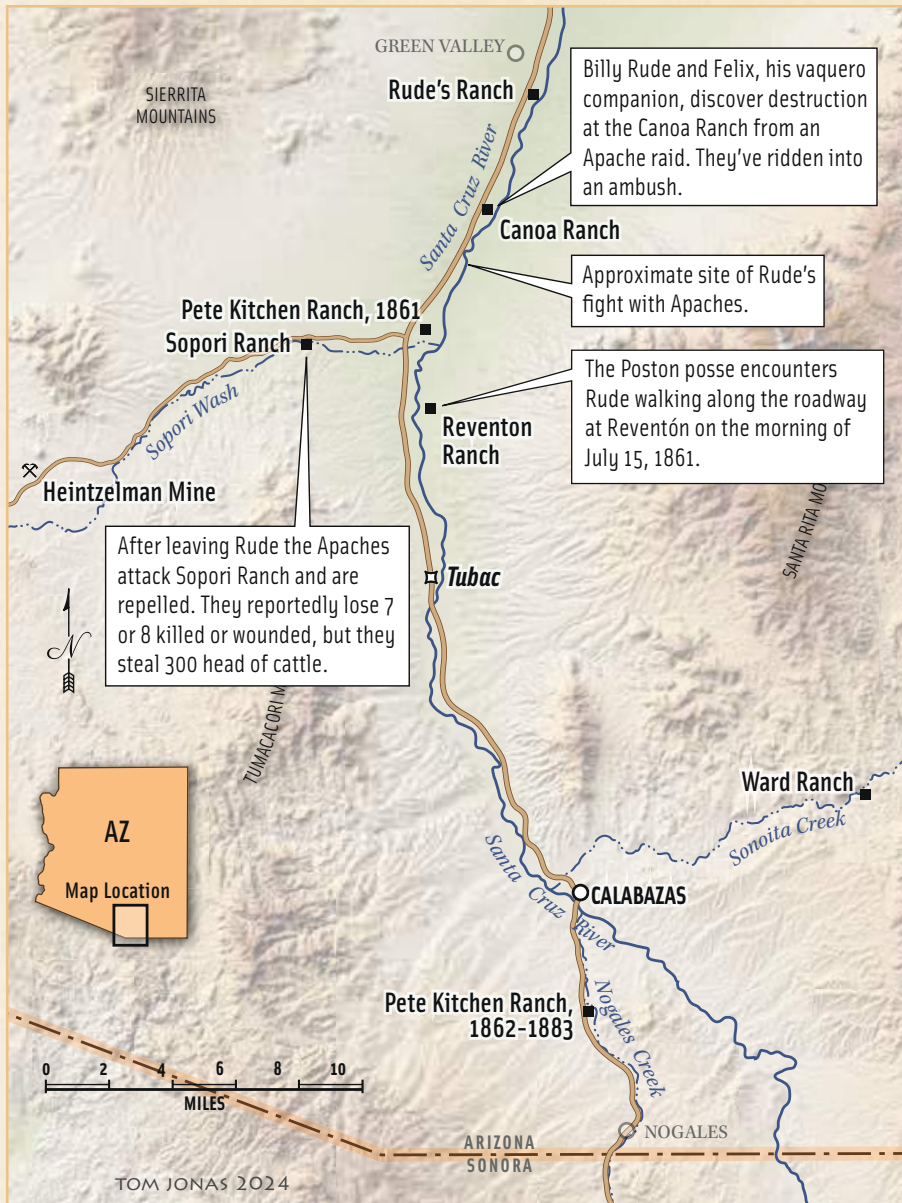 GREEN VALLEY
Rude's Ranch
SIERRITA
MOUNTAINS
Billy Rude and Felix, his vaquero
companion, discover destruction
at the Canoa Ranch from an
Apache raid. They've ridden into
an ambush.
Santa Cruz River
Canoa Ranch
Approximate site of Rude's
fight with Apaches.
Pete Kitchen Ranch, 1861
Sopori Ranch
Sopori Wash
The Poston posse encounters
Rude walking along the roadway
at Reventón on the morning of
July 15, 1861.
Reventon
Ranch
Heintzelman Mine
SANTA RITA MO
After leaving Rude the Apaches
attack Sopori Ranch and are
repelled. They reportedly lose 7
or 8 killed or wounded, but they
steal 300 head of cattle.
Tubac
N
TUMACACORI M
AZ
Map Location
Ward Ranch
Sonoita Creek
Santa Cruz River
CALABAZAS
Pete Kitchen Ranch,
1862-1883
Nogales Creek
0 2 4 6 8 10
MILES
NOGALES
ARIZONA
SONORA
TOM JONAS 2024